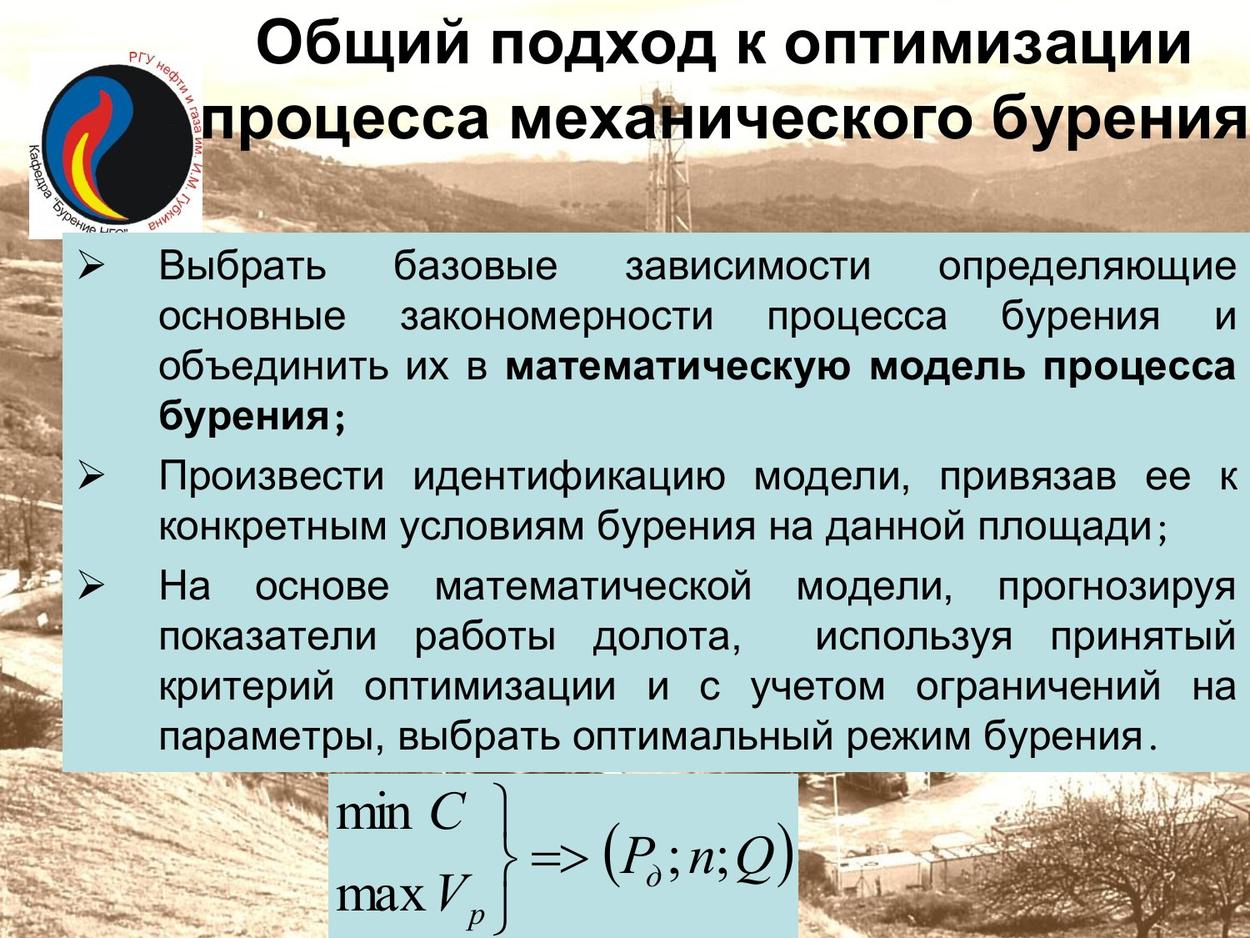 Общий подход к оптимизации
процесса механического бурения
РГУ нефти и газа им. И.М. Губкина
Кафедра "Бурение НГС"
➢ Выбрать базовые зависимости определяющие
основные закономерности процесса бурения и
объединить их в математическую модель процесса
бурения;
➢ Произвести идентификацию модели, привязав ее к
конкретным условиям бурения на данной площади;
➢ На основе математической модели, прогнозируя
показатели работы долота, используя принятый
критерий оптимизации и с учетом ограничений на
параметры, выбрать оптимальный режим бурения.
min C
max Vp } => (Pд; n; Q)